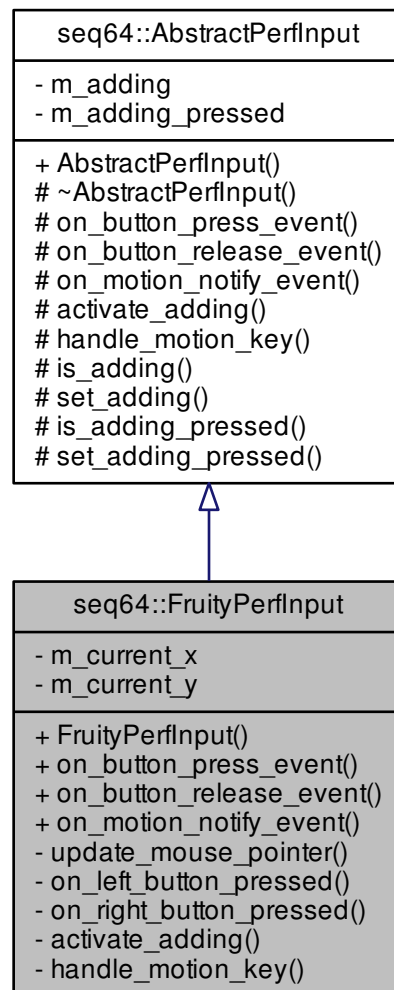 seq64::AbstractPerfInput
- m_adding
- m_adding_pressed
+ AbstractPerfInput()
# ~AbstractPerfInput()
# on_button_press_event()
# on_button_release_event()
# on_motion_notify_event()
# activate_adding()
# handle_motion_key()
# is_adding()
# set_adding()
# is_adding_pressed()
# set_adding_pressed()
seq64::FruityPerfInput
- m_current_x
- m_current_y
+ FruityPerfInput()
+ on_button_press_event()
+ on_button_release_event()
+ on_motion_notify_event()
- update_mouse_pointer()
- on_left_button_pressed()
- on_right_button_pressed()
- activate_adding()
- handle_motion_key()